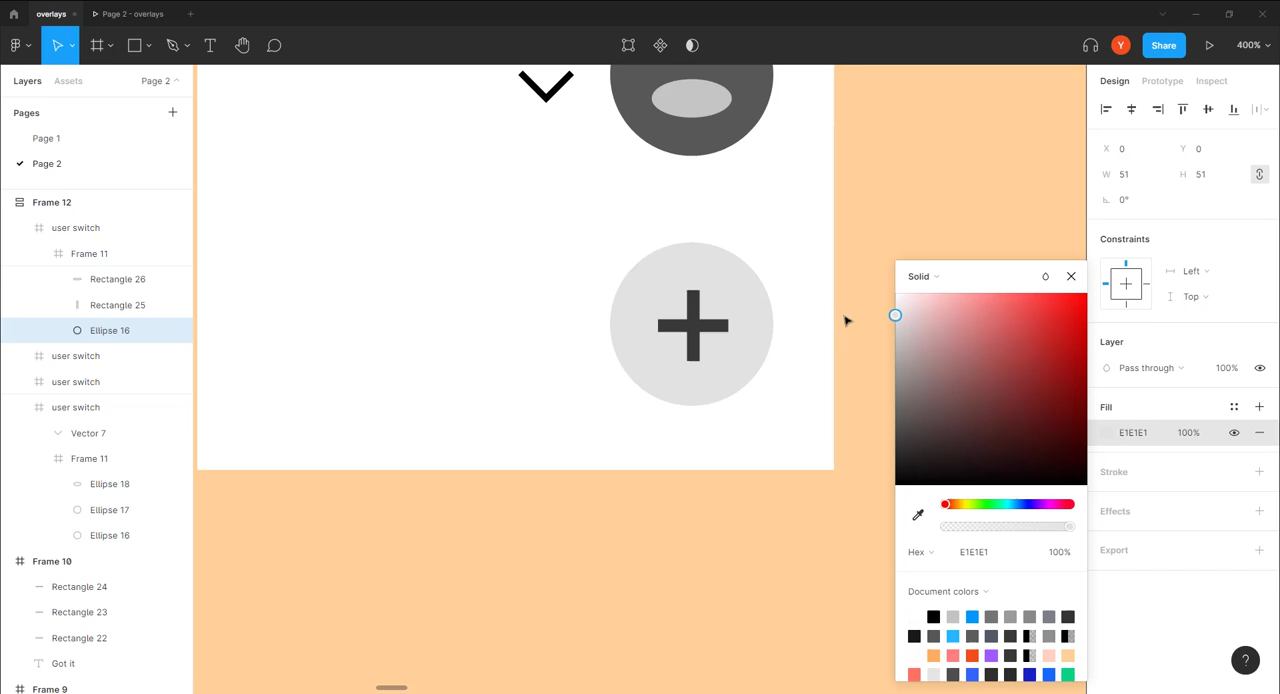 overlays
Page 2 - overlays
Y
Share
400%
Layers
Assets
Page 2
Design
Prototype
Inspect
Pages
Page 1
Page 2
Frame 12
user switch
Frame 11
Rectangle 26
Rectangle 25
Ellipse 16
user switch
user switch
user switch
Vector 7
Frame 11
Ellipse 18
Ellipse 17
Ellipse 16
Frame 10
Rectangle 24
Rectangle 23
Rectangle 22
Got it
Frame 9
Solid
Hex
E1E1E1
100%
Document colors
X 0
Y 0
W 51
H 51
0°
Constraints
Left
Top
Layer
Pass through
100%
Fill
E1E1E1
100%
Stroke
Effects
Export
?